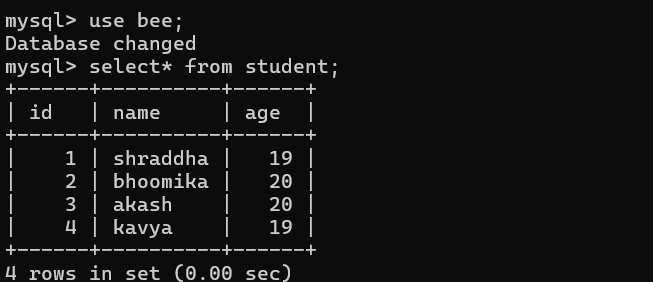 mysql> use bee;
Database changed
mysql> select* from student;
+------+----------+------+
| id   | name     | age  |
+------+----------+------+
|    1 | shraddha |   19 |
|    2 | bhoomika |   20 |
|    3 | akash    |   20 |
|    4 | kavya    |   19 |
+------+----------+------+
4 rows in set (0.00 sec)